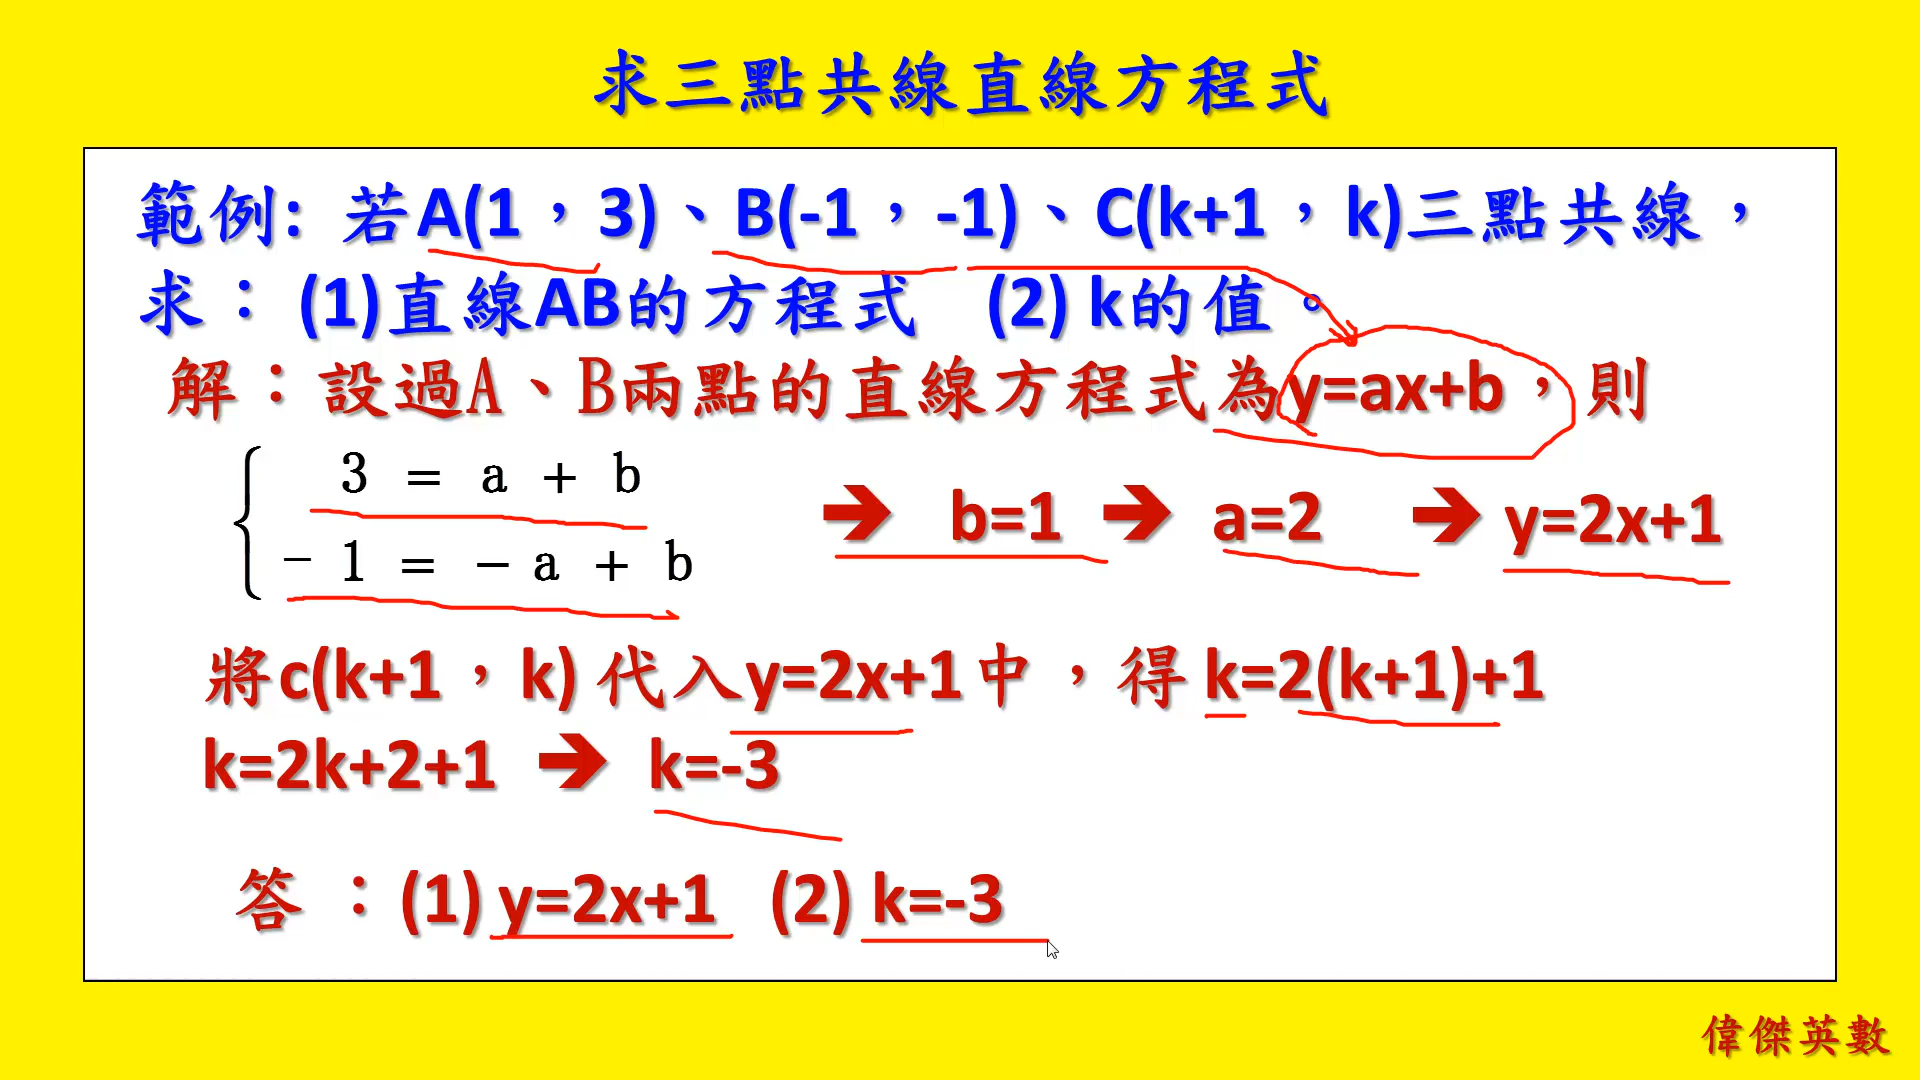 求三點共線直線方程式
範例: 若A(1，3)、B(-1，-1)、C(k+1，k)三點共線，
求：(1)直線AB的方程式 (2) k的值。
解：設過A、B兩點的直線方程式為y=ax+b，則
3 = a + b
- 1 = - a + b
➔ b=1 ➔ a=2 ➔ y=2x+1
將c(k+1，k) 代入y=2x+1中，得 k=2(k+1)+1
k=2k+2+1 ➔ k=-3
答：(1) y=2x+1 (2) k=-3
偉傑英數